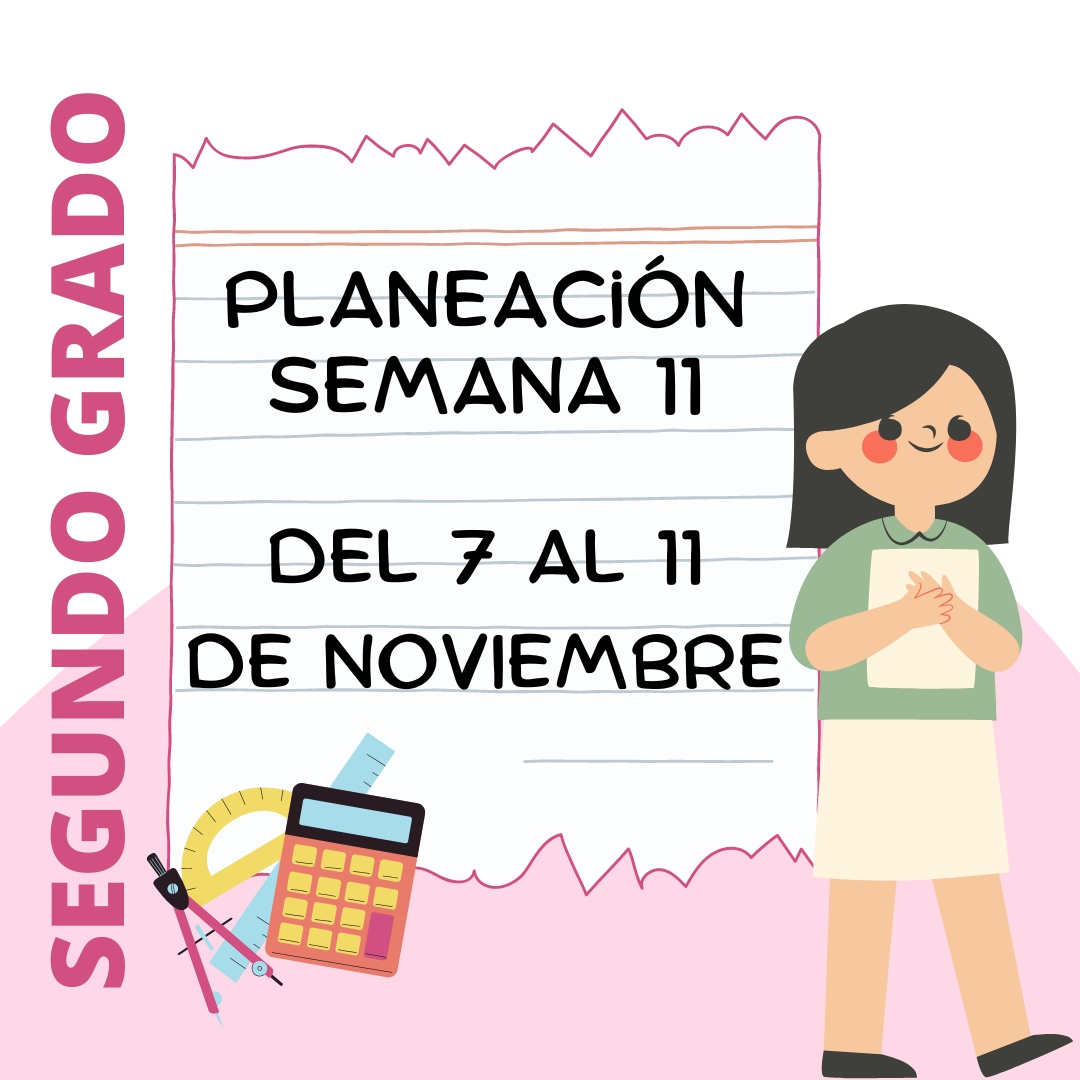 SEGUNDO GRADO
PLANEACIÓN
SEMANA 11
DEL 7 AL 11
DE NOVIEMBRE